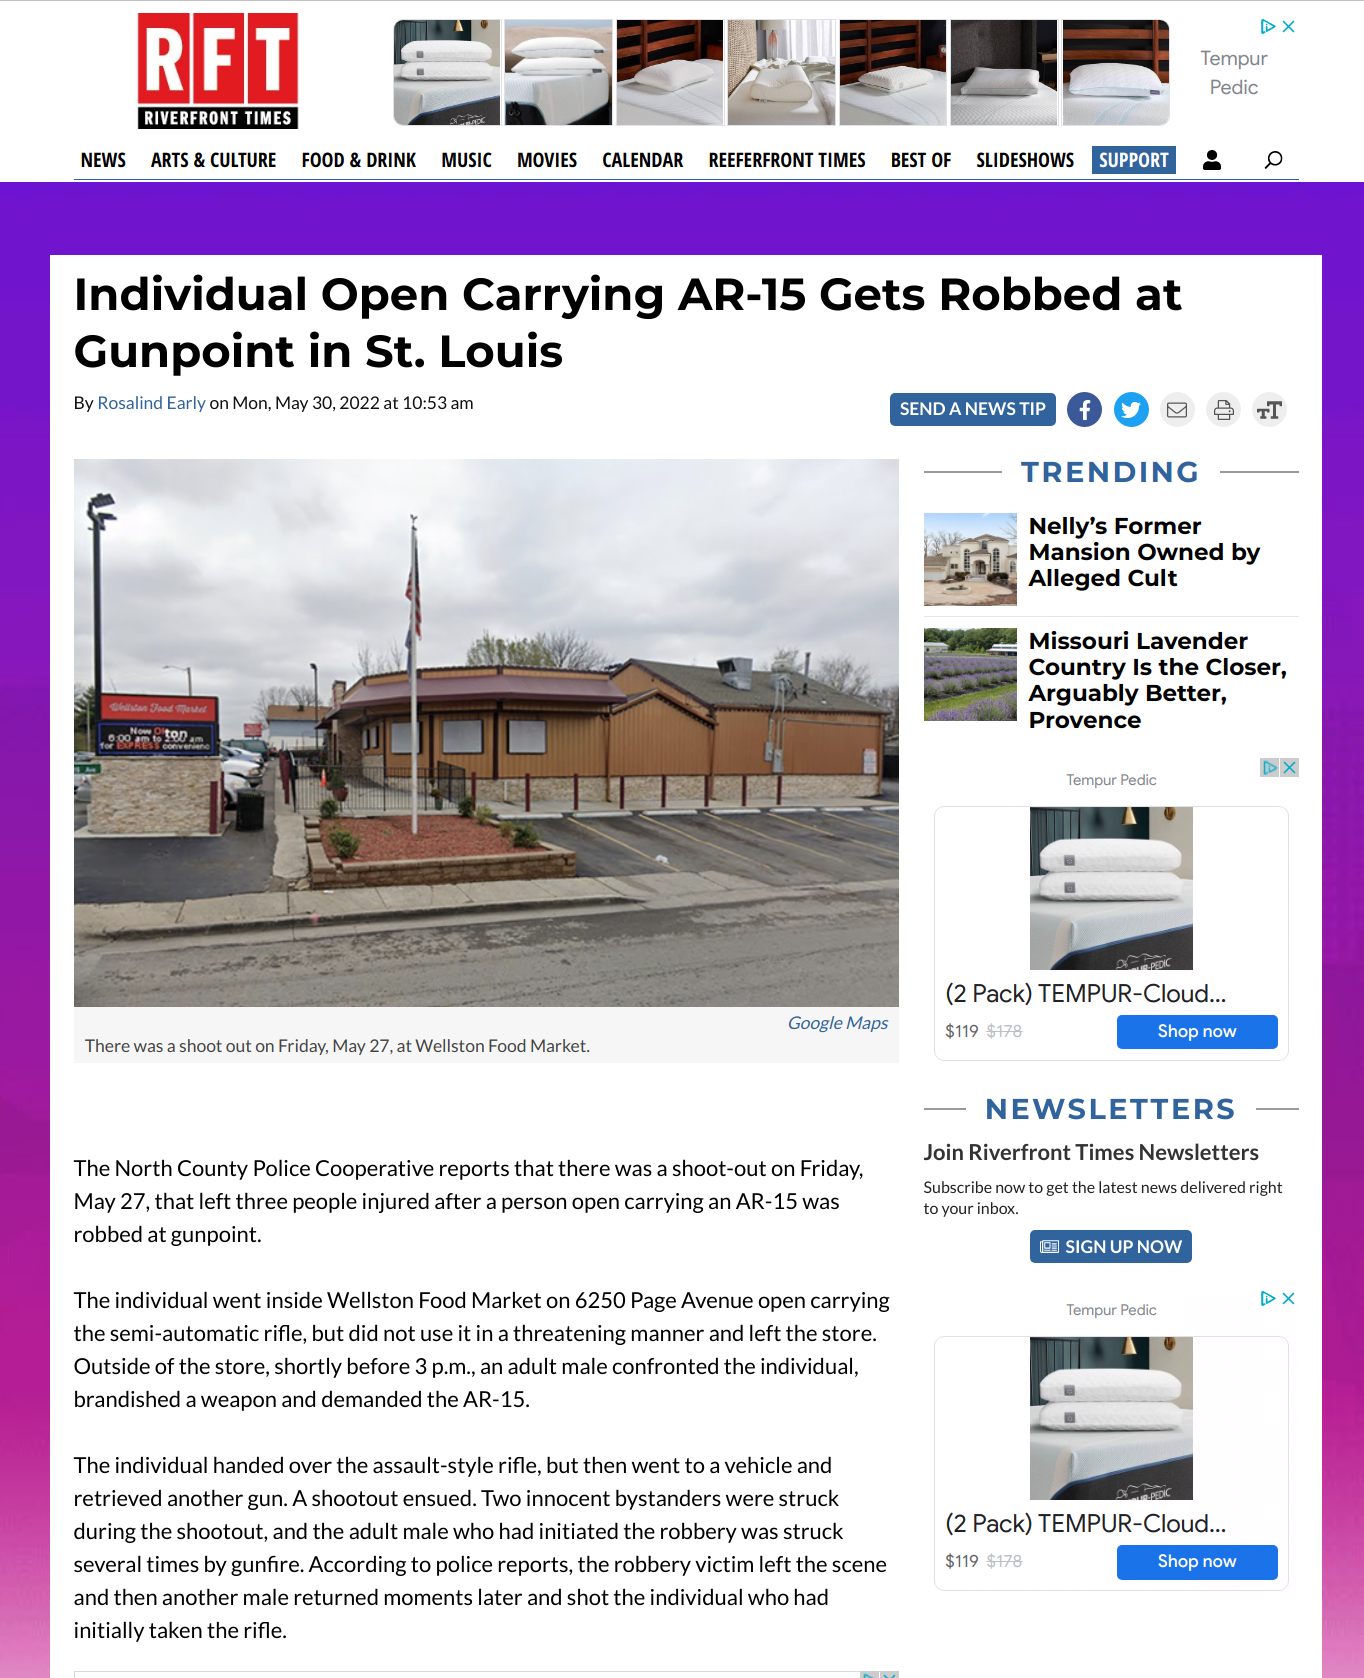 RFT
RIVERFRONT TIMES
Tempur
Pedic
NEWS ARTS & CULTURE FOOD & DRINK MUSIC MOVIES CALENDAR REEFERFRONT TIMES BEST OF SLIDESHOWS SUPPORT
Individual Open Carrying AR-15 Gets Robbed at
Gunpoint in St. Louis
By Rosalind Early on Mon, May 30, 2022 at 10:53 am
SEND A NEWS TIP
Wellston Food Market
6:00 am to 2:00 am
for EXPRESS convenienc
Google Maps
There was a shoot out on Friday, May 27, at Wellston Food Market.
The North County Police Cooperative reports that there was a shoot-out on Friday,
May 27, that left three people injured after a person open carrying an AR-15 was
robbed at gunpoint.
The individual went inside Wellston Food Market on 6250 Page Avenue open carrying
the semi-automatic rifle, but did not use it in a threatening manner and left the store.
Outside of the store, shortly before 3 p.m., an adult male confronted the individual,
brandished a weapon and demanded the AR-15.
The individual handed over the assault-style rifle, but then went to a vehicle and
retrieved another gun. A shootout ensued. Two innocent bystanders were struck
during the shootout, and the adult male who had initiated the robbery was struck
several times by gunfire. According to police reports, the robbery victim left the scene
and then another male returned moments later and shot the individual who had
initially taken the rifle.
TRENDING
Nelly's Former
Mansion Owned by
Alleged Cult
Missouri Lavender
Country Is the Closer,
Arguably Better,
Provence
Tempur Pedic
(2 Pack) TEMPUR-Cloud...
$119 $178
Shop now
NEWSLETTERS
Join Riverfront Times Newsletters
Subscribe now to get the latest news delivered right
to your inbox.
SIGN UP NOW
Tempur Pedic
(2 Pack) TEMPUR-Cloud...
$119 $178
Shop now